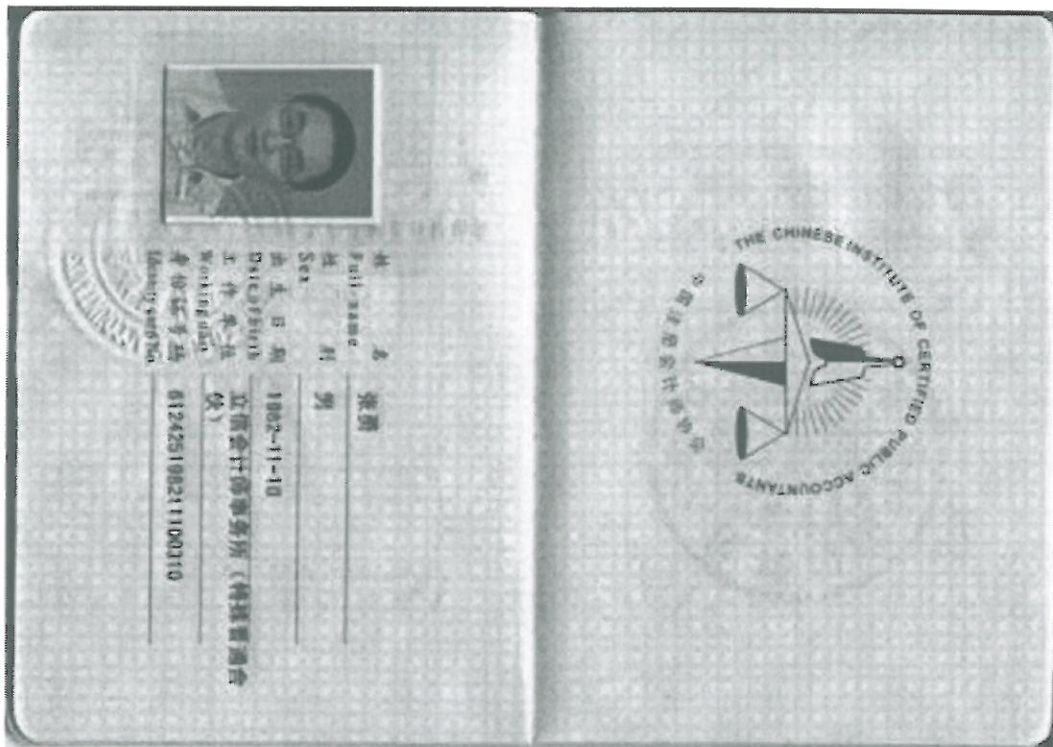 姓 名 张勇
Full name
性 别 男
Sex
出 生 日 期 1982-11-10
Date of birth
工 作 单 位 立信会计师事务所（特殊普通合
Working unit 伙）
身 份 证 号 码 612425198211100310
Identity card No.
THE CHINESE INSTITUTE OF CERTIFIED PUBLIC ACCOUNTANTS
中国注册会计师协会